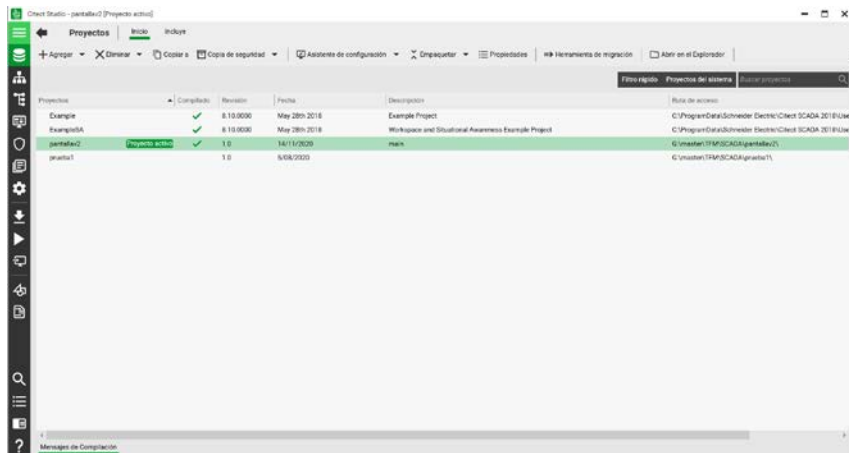 Citect Studio - pantallav2 [Proyecto activo]
Proyectos Inicio Incluye
Agregar Eliminar Copiar a Copia de seguridad Asistente de configuración Empaquetar Propiedades Herramienta de migración Abrir en el Explorador
Filtro rápido Proyectos del sistema Buscar proyectos
Proyectos Compilado Revisión Fecha Descripción Ruta de acceso
Example 8.10.0000 May 28th 2018 Example Project C:\ProgramData\Schneider Electric\Citect SCADA 2018\Use
ExampleSA 8.10.0000 May 28th 2018 Workspace and Situational Awareness Example Project C:\ProgramData\Schneider Electric\Citect SCADA 2018\Use
pantallav2 Proyecto activo 1.0 14/11/2020 main G:\master\TFM\SCADA\pantallav2\
prueba1 1.0 5/08/2020 G:\master\TFM\SCADA\prueba1\
Mensajes de Compilación